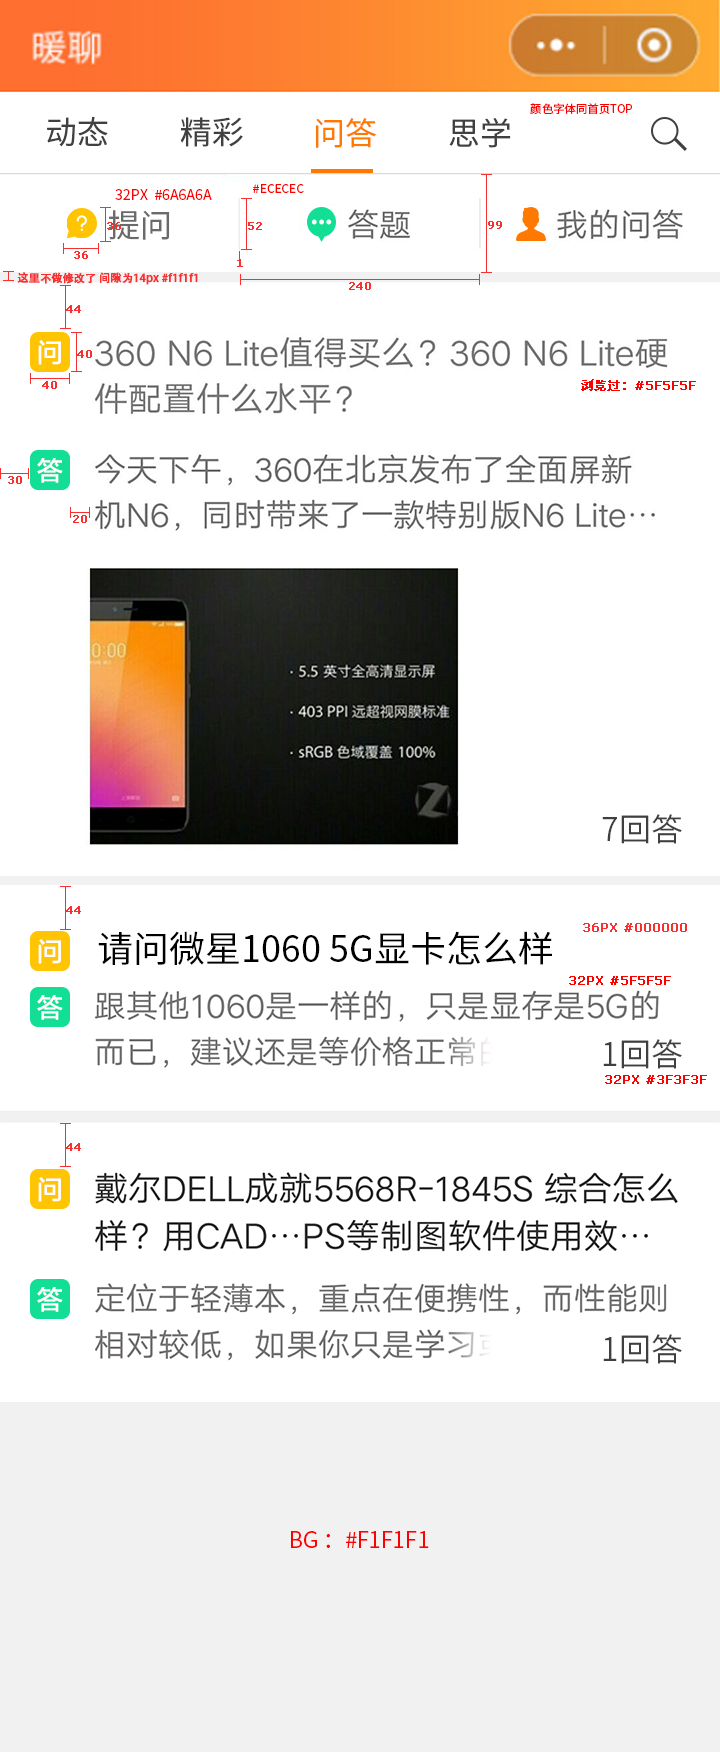 暖聊
动态 精彩 问答 思学
颜色字体同首页TOP
32PX #6A6A6A
#ECECEC
提问 答题 我的问答
36
52
99
36
1
240
这里不做修改了 间隙为14px #f1f1f1
44
问 360 N6 Lite值得买么？360 N6 Lite硬
40
件配置什么水平？
40
浏览过：#5F5F5F
答 今天下午，360在北京发布了全面屏新
30
机N6，同时带来了一款特别版N6 Lite…
20
:00
· 5.5 英寸全高清显示屏
· 403 PPI 远超视网膜标准
· sRGB 色域覆盖 100%
Z
7回答
44
36PX #000000
问 请问微星1060 5G显卡怎么样
32PX #5F5F5F
答 跟其他1060是一样的，只是显存是5G的
而已，建议还是等价格正常的
1回答
32PX #3F3F3F
44
问 戴尔DELL成就5568R-1845S 综合怎么
样？用CAD…PS等制图软件使用效…
答 定位于轻薄本，重点在便携性，而性能则
相对较低，如果你只是学习
1回答
BG：#F1F1F1